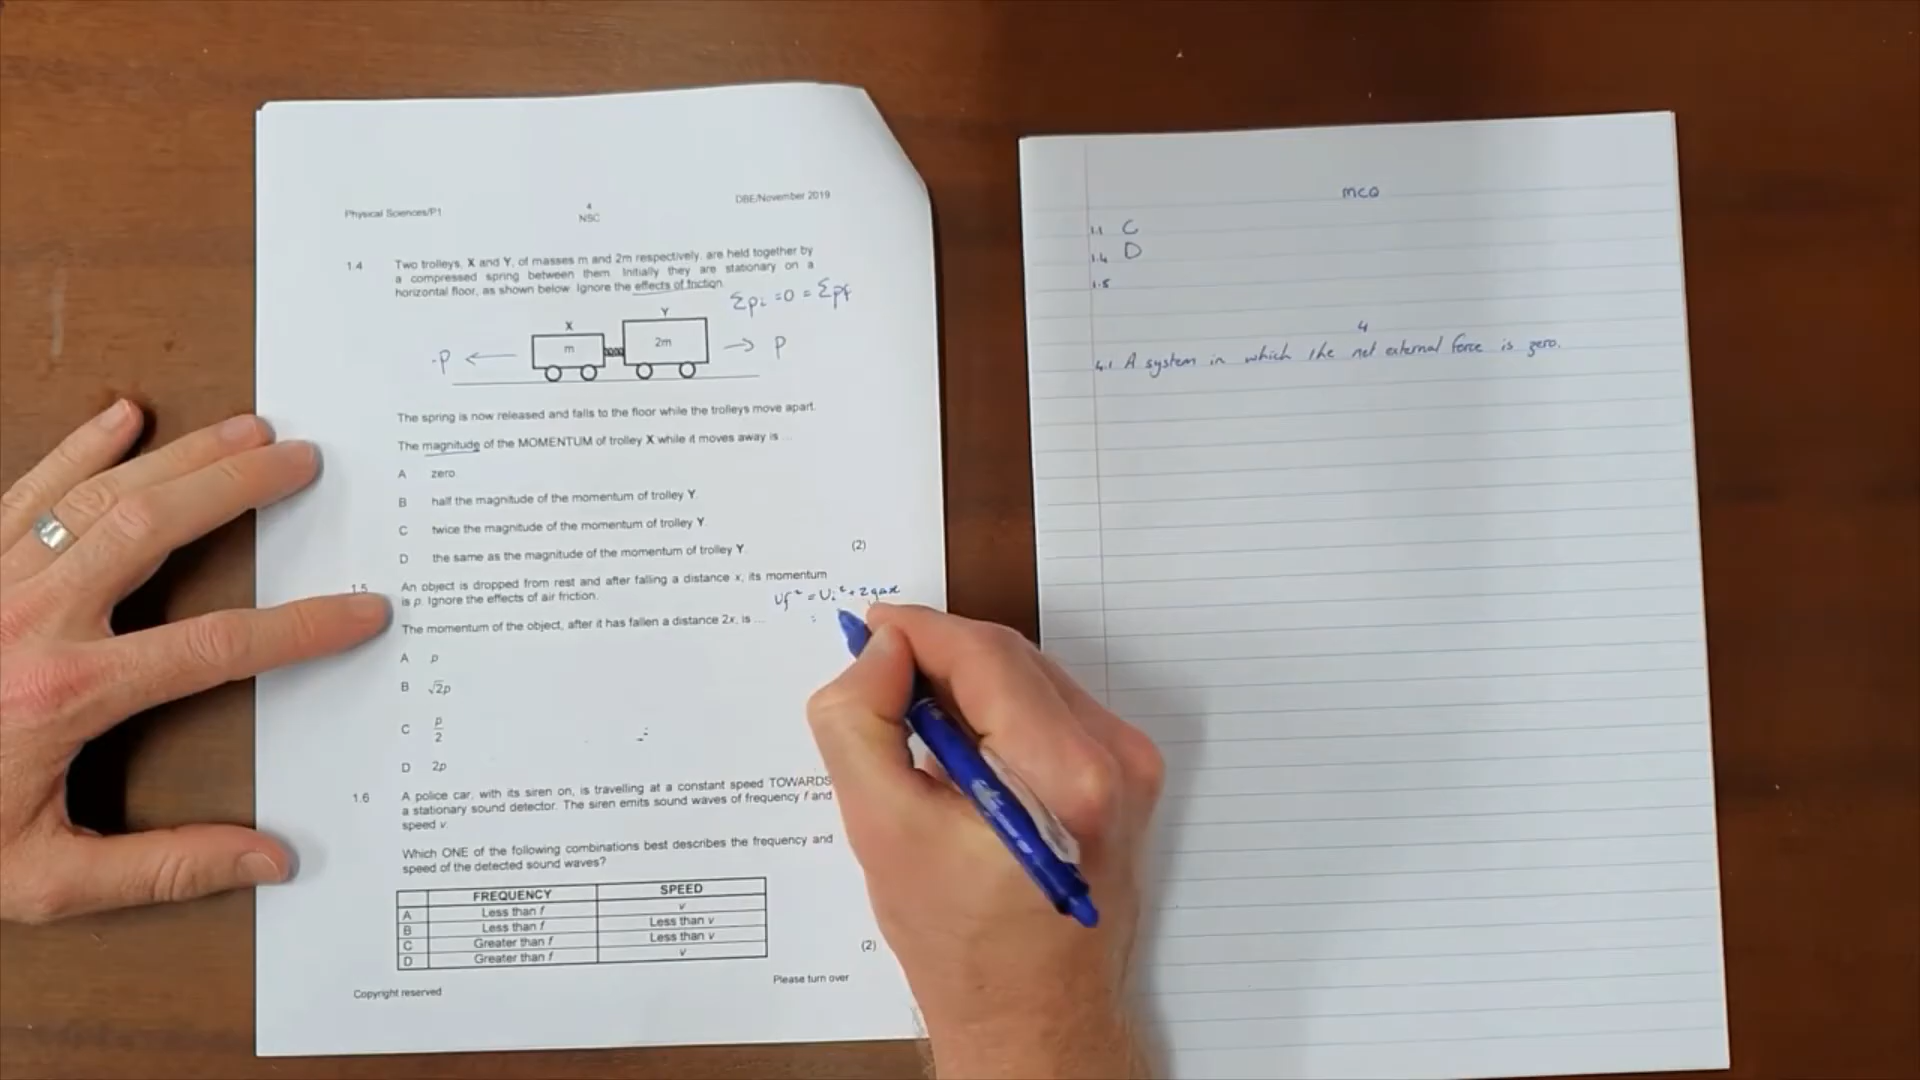 Physical Sciences/P1
4
NSC
DBE/November 2019
1.4 Two trolleys, X and Y, of masses m and 2m respectively, are held together by
a compressed spring between them. Initially they are stationary on a
horizontal floor, as shown below. Ignore the effects of friction.
Σpi = 0 = Σpf
X
Y
m
2m
-P
P
The spring is now released and falls to the floor while the trolleys move apart.
The magnitude of the MOMENTUM of trolley X while it moves away is ...
A zero.
B half the magnitude of the momentum of trolley Y.
C twice the magnitude of the momentum of trolley Y.
D the same as the magnitude of the momentum of trolley Y.
(2)
1.5 An object is dropped from rest and after falling a distance x, its momentum
is p. Ignore the effects of air friction.
vf² = vi² + 2gΔx
=
The momentum of the object, after it has fallen a distance 2x, is ...
A p
B √2p
C p/2
D 2p
1.6 A police car, with its siren on, is travelling at a constant speed TOWARDS
a stationary sound detector. The siren emits sound waves of frequency f and
speed v.
Which ONE of the following combinations best describes the frequency and
speed of the detected sound waves?
FREQUENCY SPEED
A Less than f v
B Less than f Less than v
C Greater than f Less than v
D Greater than f v
(2)
Copyright reserved
Please turn over
mcQ
1.1 C
1.4 D
1.5
4
4.1 A system in which the net external force is zero.